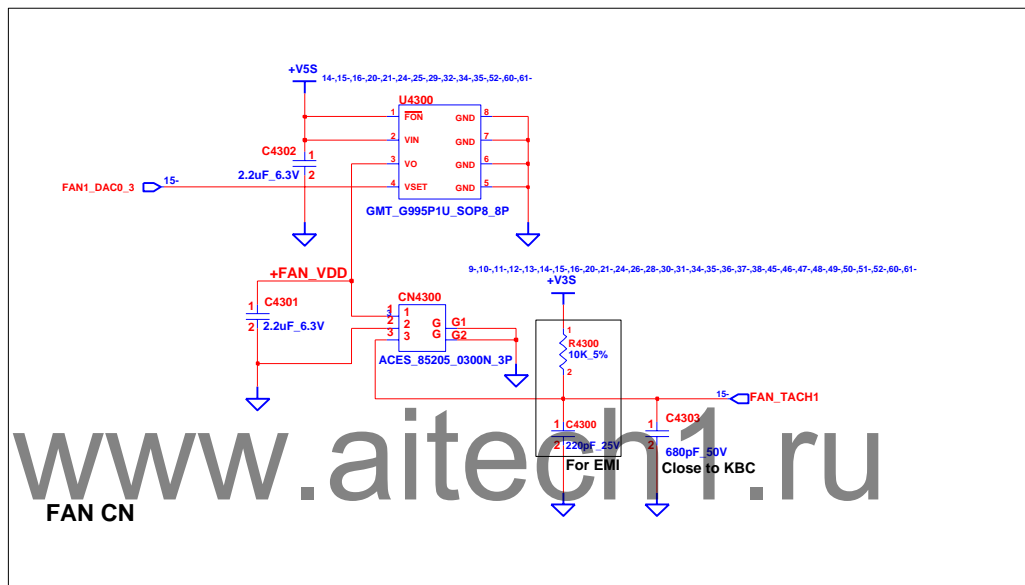 +V5S
14-,15-,16-,20-,21-,24-,25-,29-,32-,34-,35-,52-,60-,61-
U4300
1 FON GND 8
2 VIN GND 7
3 VO GND 6
4 VSET GND 5
GMT_G995P1U_SOP8_8P
C4302
1
2
2.2uF_6.3V
FAN1_DAC0_3 15-
+FAN_VDD
C4301
1
2
2.2uF_6.3V
CN4300
1 1
2 2 G G1
3 3 G G2
3
ACES_85205_0300N_3P
9-,10-,11-,12-,13-,14-,15-,16-,20-,21-,24-,26-,28-,30-,31-,34-,35-,36-,37-,38-,45-,46-,47-,48-,49-,50-,51-,52-,60-,61-
+V3S
1
R4300
10K_5%
2
15- FAN_TACH1
C4300
1
2
220pF_25V
For EMI
C4303
1
2
680pF_50V
Close to KBC
www.aitech1.ru
FAN CN